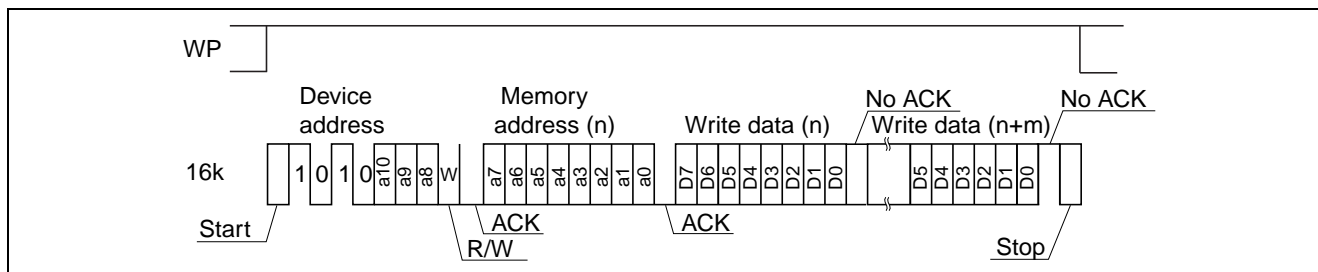 WP
Device address
Memory address (n)
Write data (n)
No ACK
Write data (n+m)
No ACK
16k
1 0 1 0 a10 a9 a8 W a7 a6 a5 a4 a3 a2 a1 a0 D7 D6 D5 D4 D3 D2 D1 D0 D5 D4 D3 D2 D1 D0
Start
R/W
ACK
ACK
Stop